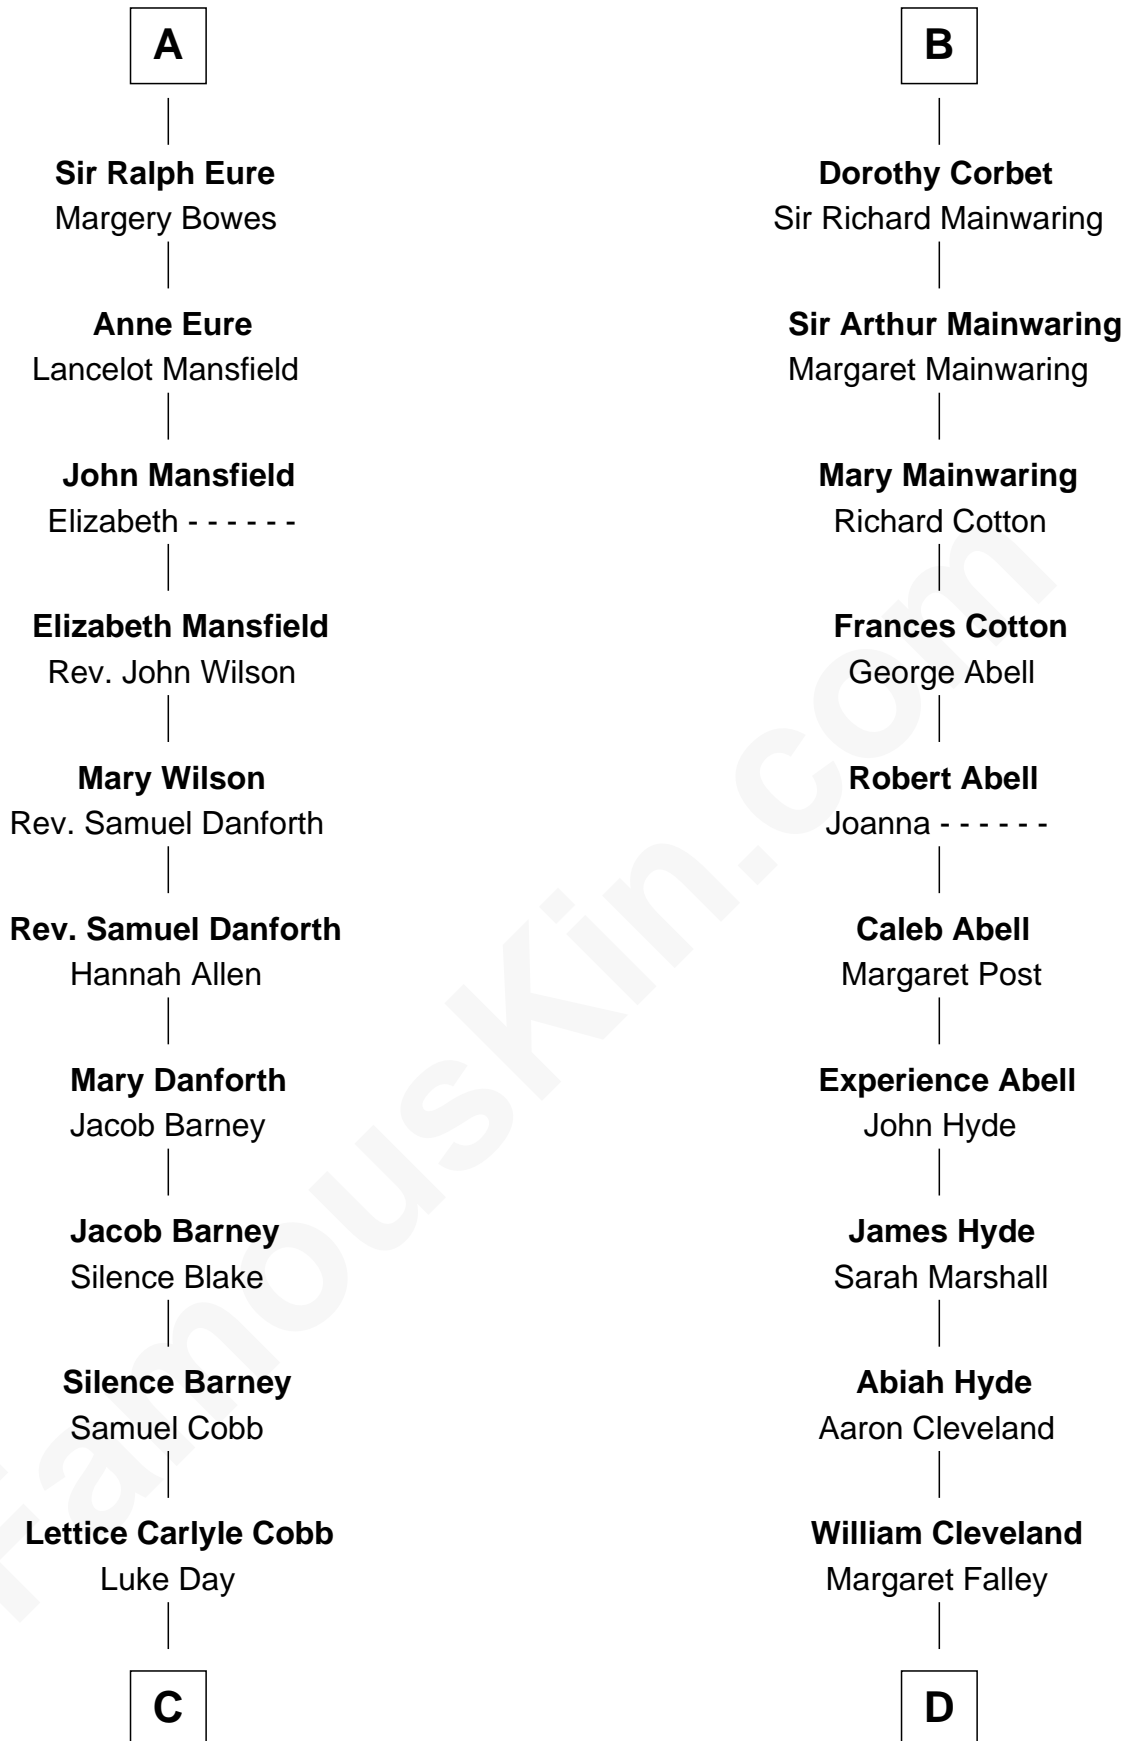 A
Sir Ralph Eure
Margery Bowes
Anne Eure
Lancelot Mansfield
John Mansfield
Elizabeth - - - - - -
Elizabeth Mansfield
Rev. John Wilson
Mary Wilson
Rev. Samuel Danforth
Rev. Samuel Danforth
Hannah Allen
Mary Danforth
Jacob Barney
Jacob Barney
Silence Blake
Silence Barney
Samuel Cobb
Lettice Carlyle Cobb
Luke Day
C
B
Dorothy Corbet
Sir Richard Mainwaring
Sir Arthur Mainwaring
Margaret Mainwaring
Mary Mainwaring
Richard Cotton
Frances Cotton
George Abell
Robert Abell
Joanna - - - - - -
Caleb Abell
Margaret Post
Experience Abell
John Hyde
James Hyde
Sarah Marshall
Abiah Hyde
Aaron Cleveland
William Cleveland
Margaret Falley
D
FamousKin.com